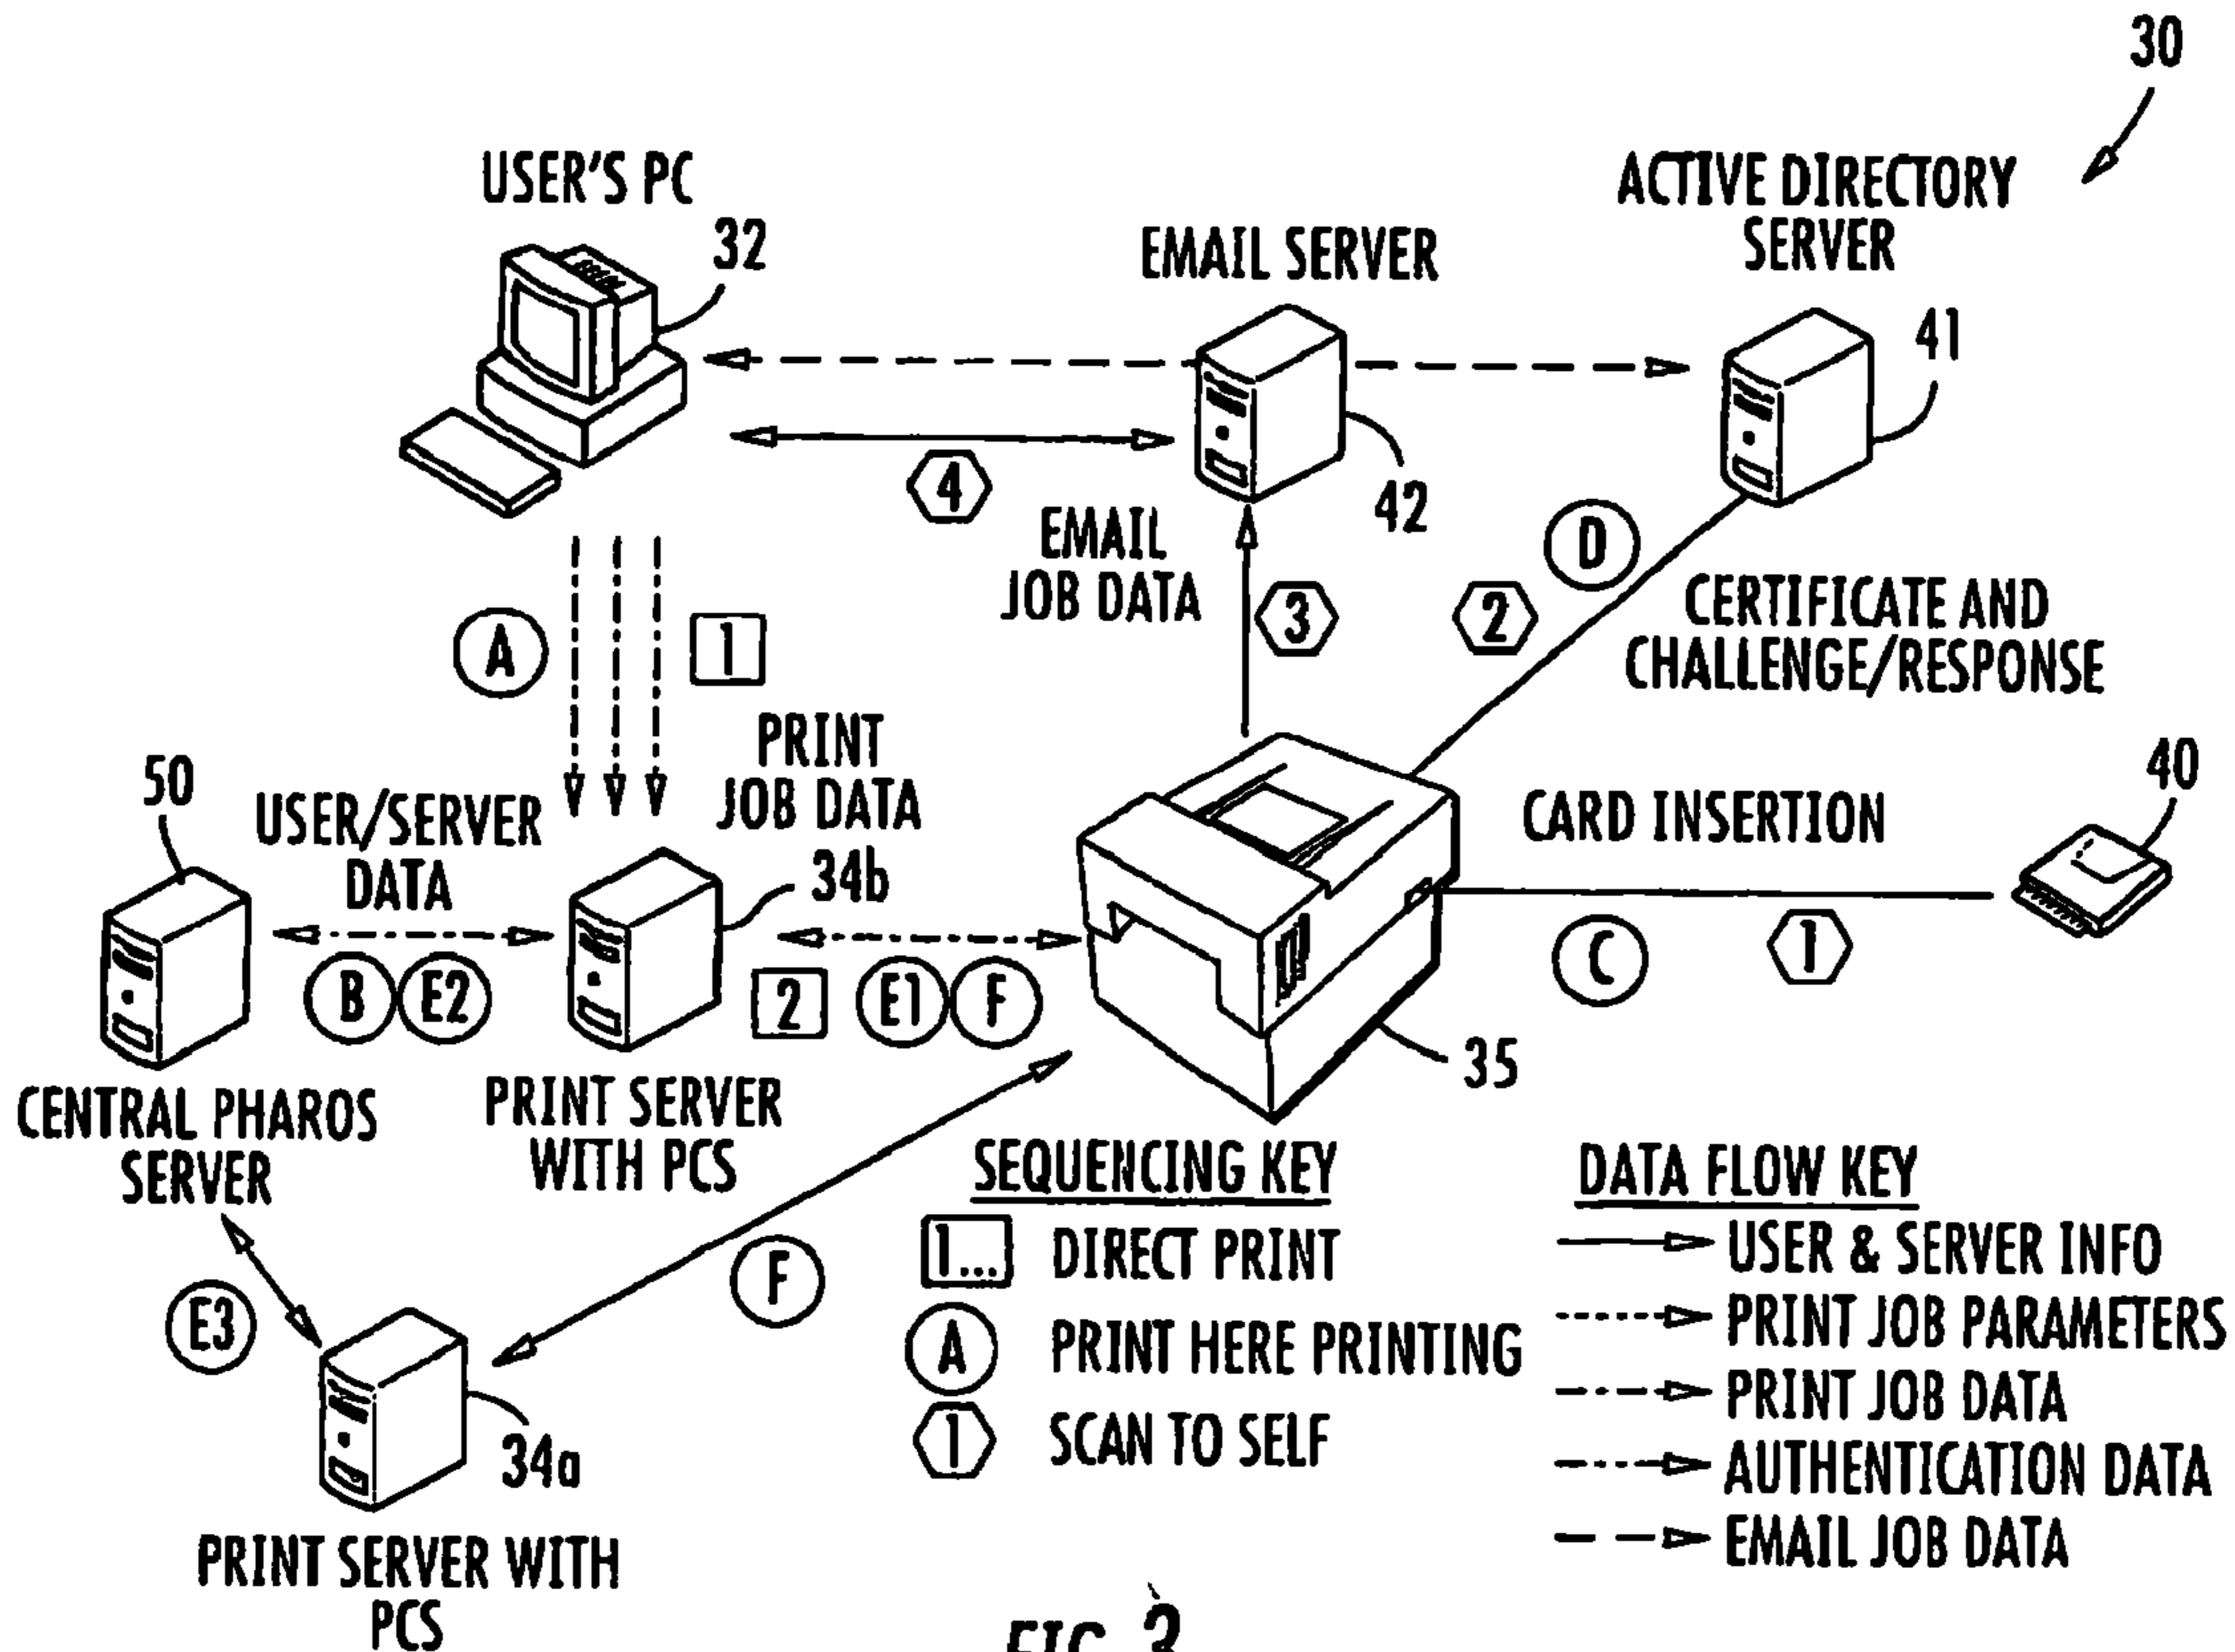 30
USER'S PC
32
EMAIL SERVER
ACTIVE DIRECTORY
SERVER
41
4
42
EMAIL
JOB DATA
D
A
1
3
2
CERTIFICATE AND
CHALLENGE/RESPONSE
PRINT
JOB DATA
50
USER/SERVER
DATA
34b
CARD INSERTION
40
B
E2
2
E1
F
C
1
35
CENTRAL PHAROS
SERVER
PRINT SERVER
WITH PCS
E3
F
34a
PRINT SERVER WITH
PCS
SEQUENCING KEY
1... DIRECT PRINT
A PRINT HERE PRINTING
1 SCAN TO SELF
DATA FLOW KEY
USER & SERVER INFO
PRINT JOB PARAMETERS
PRINT JOB DATA
AUTHENTICATION DATA
EMAIL JOB DATA